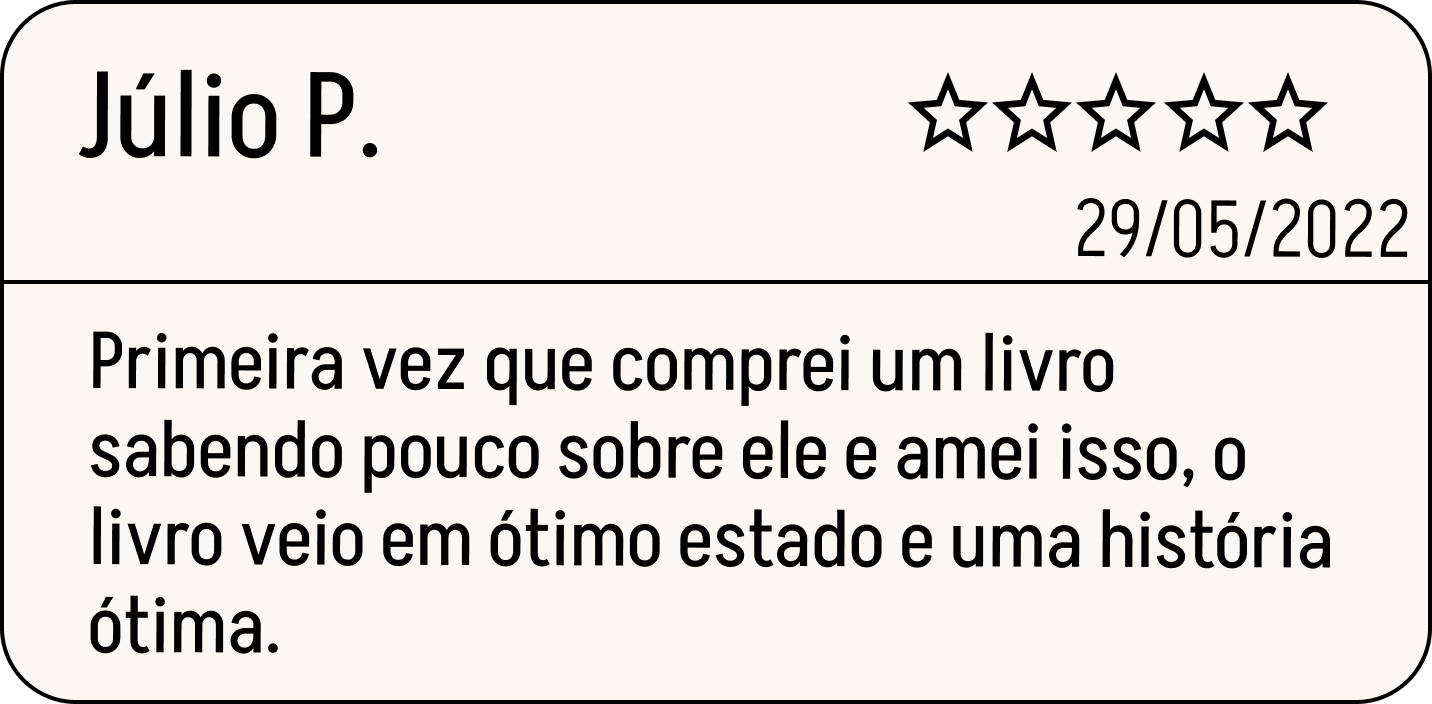 Júlio P.
29/05/2022
Primeira vez que comprei um livro
sabendo pouco sobre ele e amei isso, o
livro veio em ótimo estado e uma história
ótima.